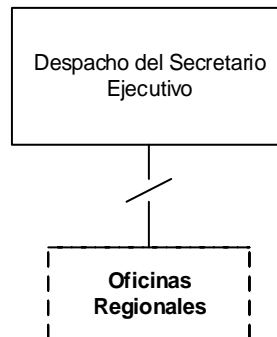 Despacho del Secretario
Ejecutivo
Oficinas
Regionales